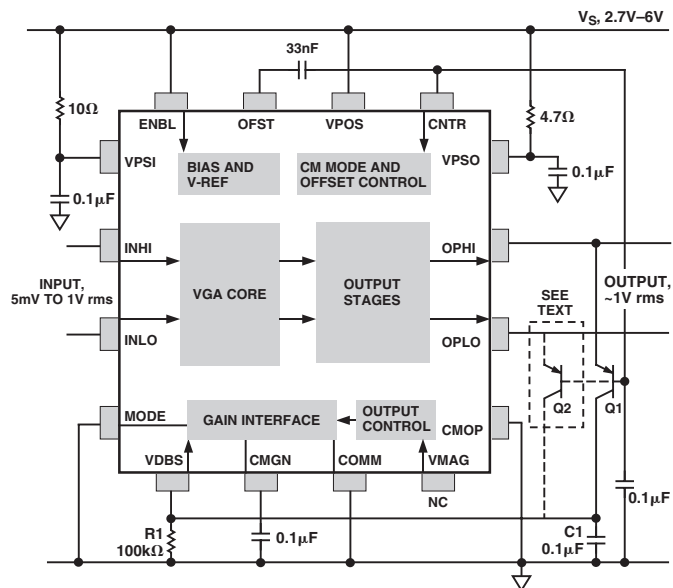 V_S, 2.7V–6V
33nF
10Ω
4.7Ω
ENBL
OFST
VPOS
CNTR
VPSI
VPSO
BIAS AND
V-REF
CM MODE AND
OFFSET CONTROL
0.1μF
0.1μF
INHI
OPHI
INPUT,
5mV TO 1V rms
VGA CORE
OUTPUT
STAGES
OUTPUT,
~1V rms
SEE
TEXT
INLO
OPLO
Q2
Q1
MODE
GAIN INTERFACE
OUTPUT
CONTROL
CMOP
VDBS
CMGN
COMM
VMAG
NC
0.1μF
R1
100kΩ
0.1μF
C1
0.1μF